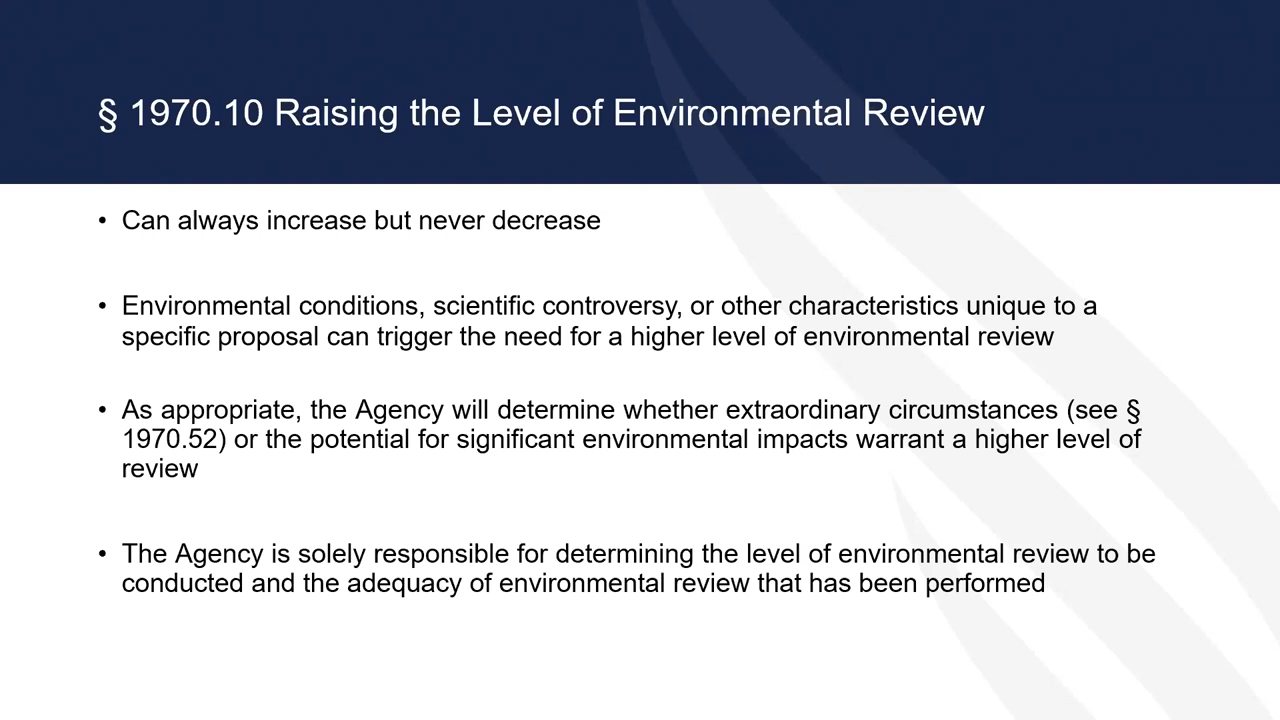 § 1970.10 Raising the Level of Environmental Review
• Can always increase but never decrease
• Environmental conditions, scientific controversy, or other characteristics unique to a
specific proposal can trigger the need for a higher level of environmental review
• As appropriate, the Agency will determine whether extraordinary circumstances (see §
1970.52) or the potential for significant environmental impacts warrant a higher level of
review
• The Agency is solely responsible for determining the level of environmental review to be
conducted and the adequacy of environmental review that has been performed